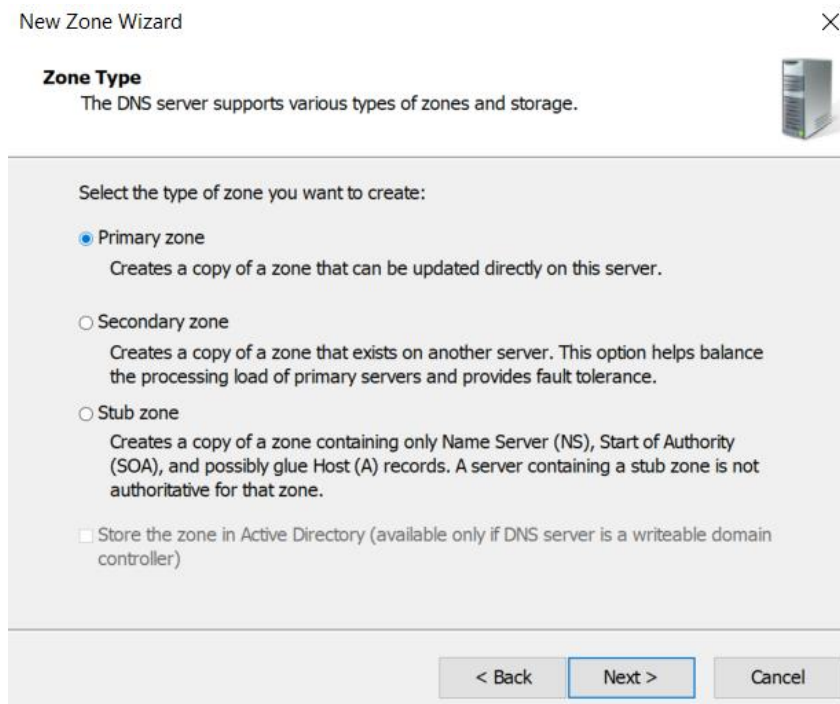 New Zone Wizard
Zone Type
The DNS server supports various types of zones and storage.
Select the type of zone you want to create:
Primary zone
Creates a copy of a zone that can be updated directly on this server.
Secondary zone
Creates a copy of a zone that exists on another server. This option helps balance
the processing load of primary servers and provides fault tolerance.
Stub zone
Creates a copy of a zone containing only Name Server (NS), Start of Authority
(SOA), and possibly glue Host (A) records. A server containing a stub zone is not
authoritative for that zone.
Store the zone in Active Directory (available only if DNS server is a writeable domain
controller)
< Back Next > Cancel